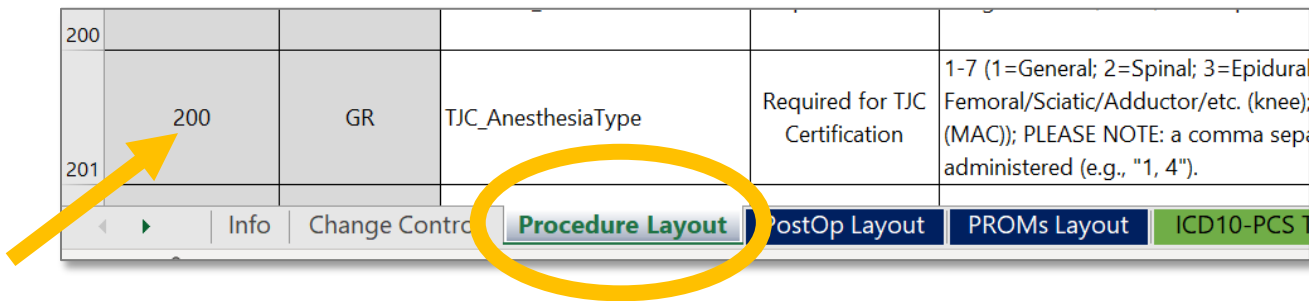 200
200
GR
TJC_AnesthesiaType
Required for TJC
Certification
1-7 (1=General; 2=Spinal; 3=Epidural
Femoral/Sciatic/Adductor/etc. (knee);
(MAC)); PLEASE NOTE: a comma sepa
administered (e.g., "1, 4").
201
Info
Change Contro
Procedure Layout
PostOp Layout
PROMs Layout
ICD10-PCS T